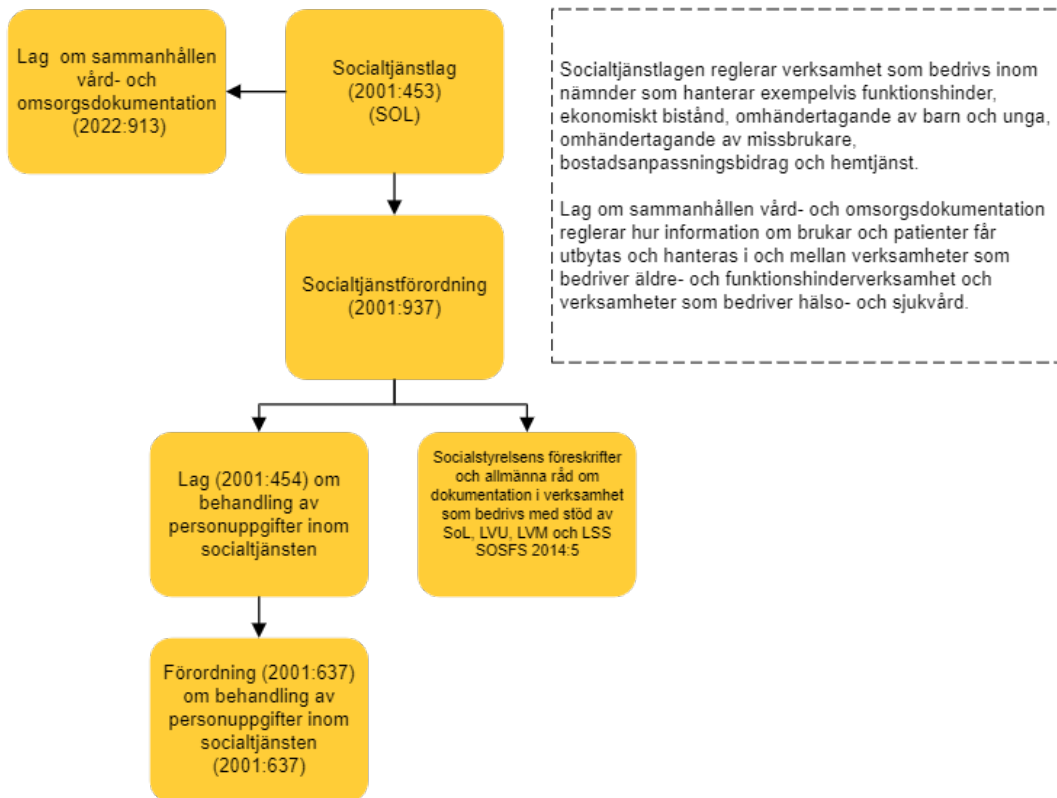 Lag om sammanhållen
vård- och
omsorgsdokumentation
(2022:913)
Socialtjänstlag
(2001:453)
(SOL)
Socialtjänstlagen reglerar verksamhet som bedrivs inom
nämnder som hanterar exempelvis funktionshinder,
ekonomiskt bistånd, omhändertagande av barn och unga,
omhändertagande av missbrukare,
bostadsanpassningsbidrag och hemtjänst.
Lag om sammanhållen vård- och omsorgsdokumentation
reglerar hur information om brukar och patienter får
utbytas och hanteras i och mellan verksamheter som
bedriver äldre- och funktionshinderverksamhet och
verksamheter som bedriver hälso- och sjukvård.
Socialtjänstförordning
(2001:937)
Lag (2001:454) om
behandling av
personuppgifter inom
socialtjänsten
Socialstyrelsens föreskrifter
och allmänna råd om
dokumentation i verksamhet
som bedrivs med stöd av
SoL, LVU, LVM och LSS
SOSFS 2014:5
Förordning (2001:637)
om behandling av
personuppgifter inom
socialtjänsten
(2001:637)